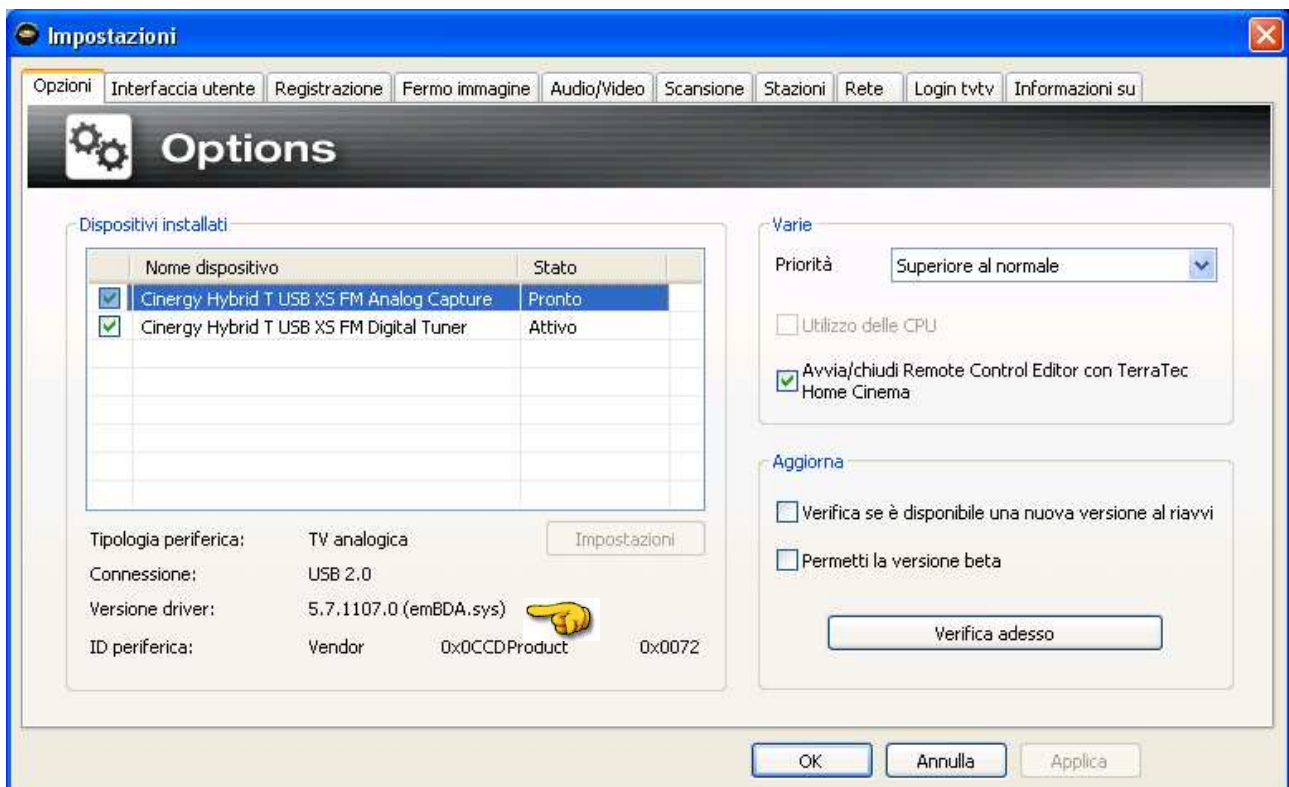 Impostazioni
Opzioni Interfaccia utente Registrazione Fermo immagine Audio/Video Scansione Stazioni Rete Login tvtv Informazioni su
Options
Dispositivi installati
Nome dispositivo Stato
Cinergy Hybrid T USB XS FM Analog Capture Pronto
Cinergy Hybrid T USB XS FM Digital Tuner Attivo
Tipologia periferica: TV analogica Impostazioni
Connessione: USB 2.0
Versione driver: 5.7.1107.0 (emBDA.sys)
ID periferica: Vendor 0x0CCDProduct 0x0072
Varie
Priorità Superiore al normale
Utilizzo delle CPU
Avvia/chiudi Remote Control Editor con TerraTec
Home Cinema
Aggiorna
Verifica se è disponibile una nuova versione al riavvi
Permetti la versione beta
Verifica adesso
OK Annulla Applica